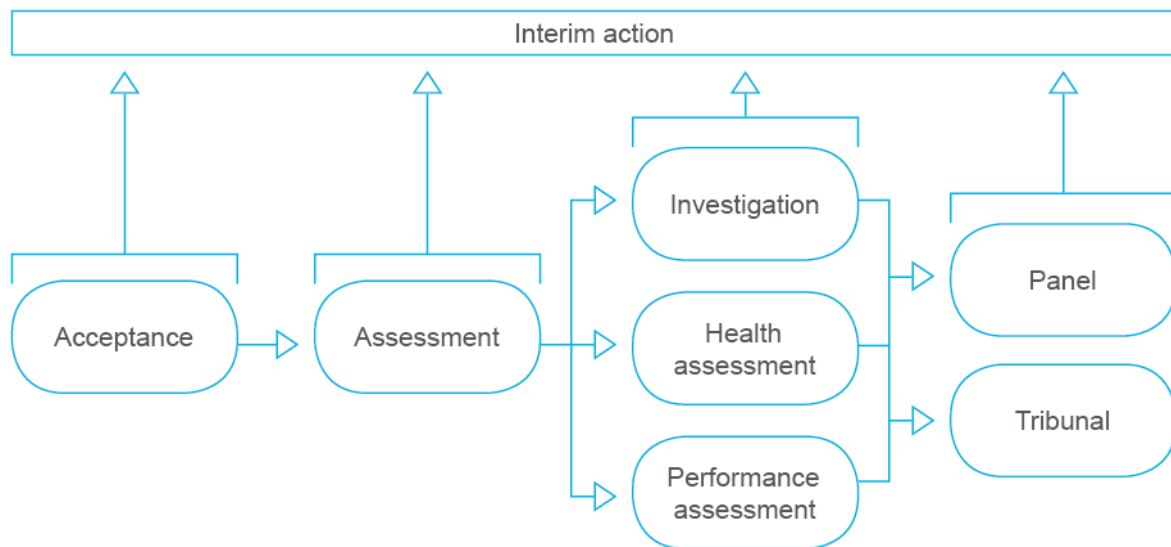 Interim action
Acceptance
Assessment
Investigation
Health
assessment
Performance
assessment
Panel
Tribunal